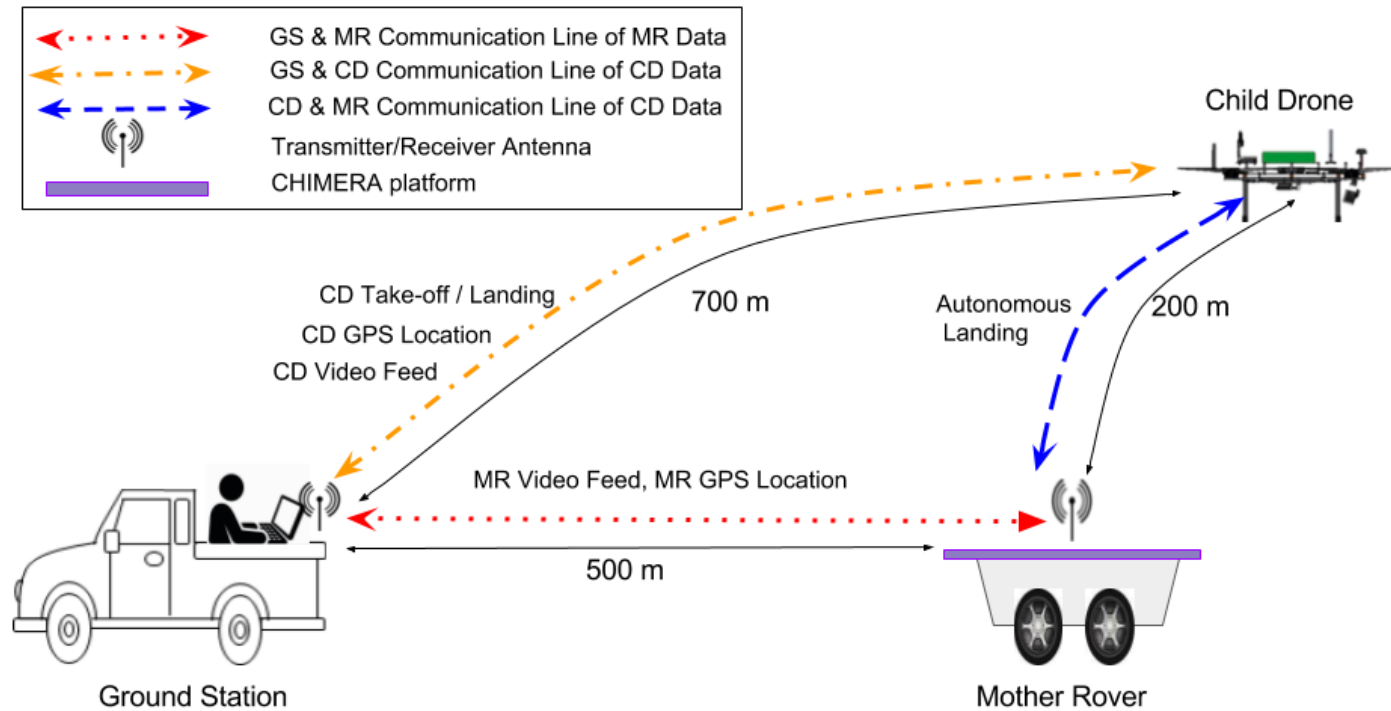 GS & MR Communication Line of MR Data
GS & CD Communication Line of CD Data
CD & MR Communication Line of CD Data
Transmitter/Receiver Antenna
CHIMERA platform
Child Drone
CD Take-off / Landing
CD GPS Location
CD Video Feed
700 m
Autonomous
Landing
200 m
MR Video Feed, MR GPS Location
500 m
Ground Station
Mother Rover